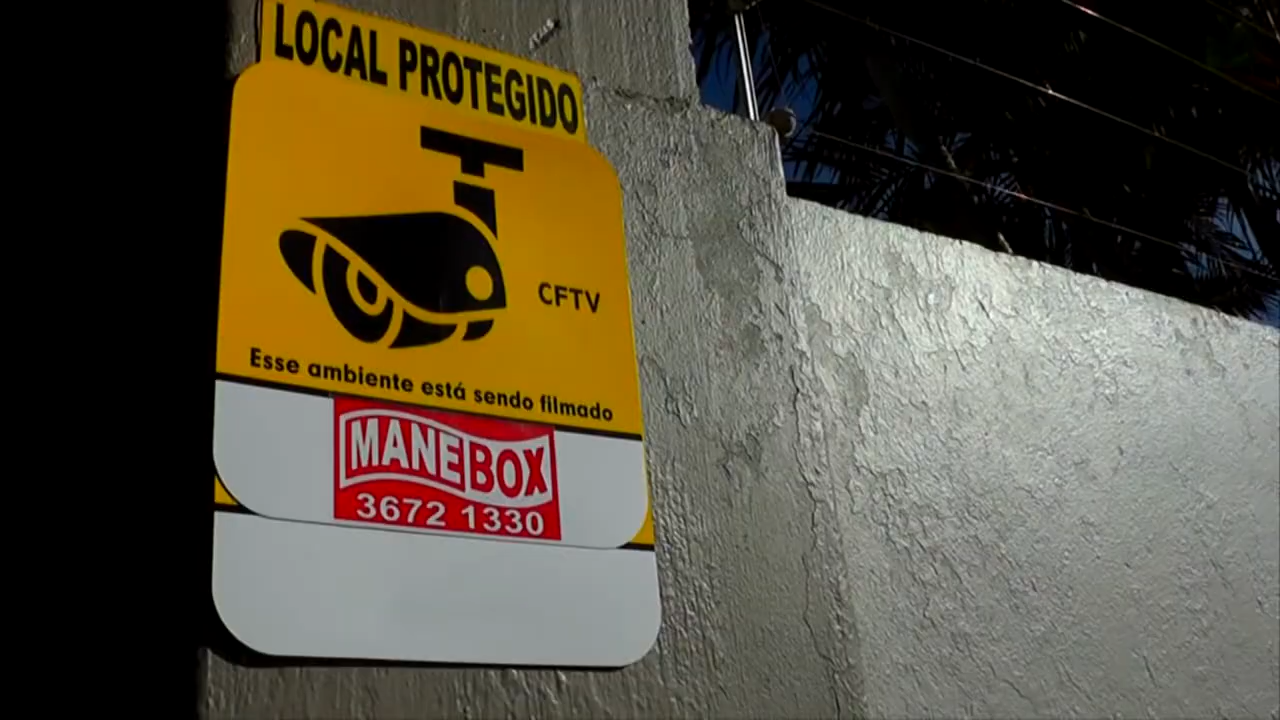 LOCAL PROTEGIDO
CFTV
Esse ambiente está sendo filmado
MANEBOX
3672 1330